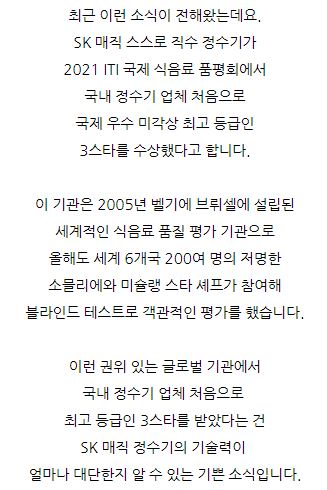 최근 이런 소식이 전해왔는데요.
SK 매직 스스로 직수 정수기가
2021 ITI 국제 식음료 품평회에서
국내 정수기 업체 처음으로
국제 우수 미각상 최고 등급인
3스타를 수상했다고 합니다.
이 기관은 2005년 벨기에 브뤼셀에 설립된
세계적인 식음료 품질 평가 기관으로
올해도 세계 6개국 200여 명의 저명한
소믈리에와 미슐랭 스타 셰프가 참여해
블라인드 테스트로 객관적인 평가를 했습니다.
이런 권위 있는 글로벌 기관에서
국내 정수기 업체 처음으로
최고 등급인 3스타를 받았다는 건
SK 매직 정수기의 기술력이
얼마나 대단한지 알 수 있는 기쁜 소식입니다.